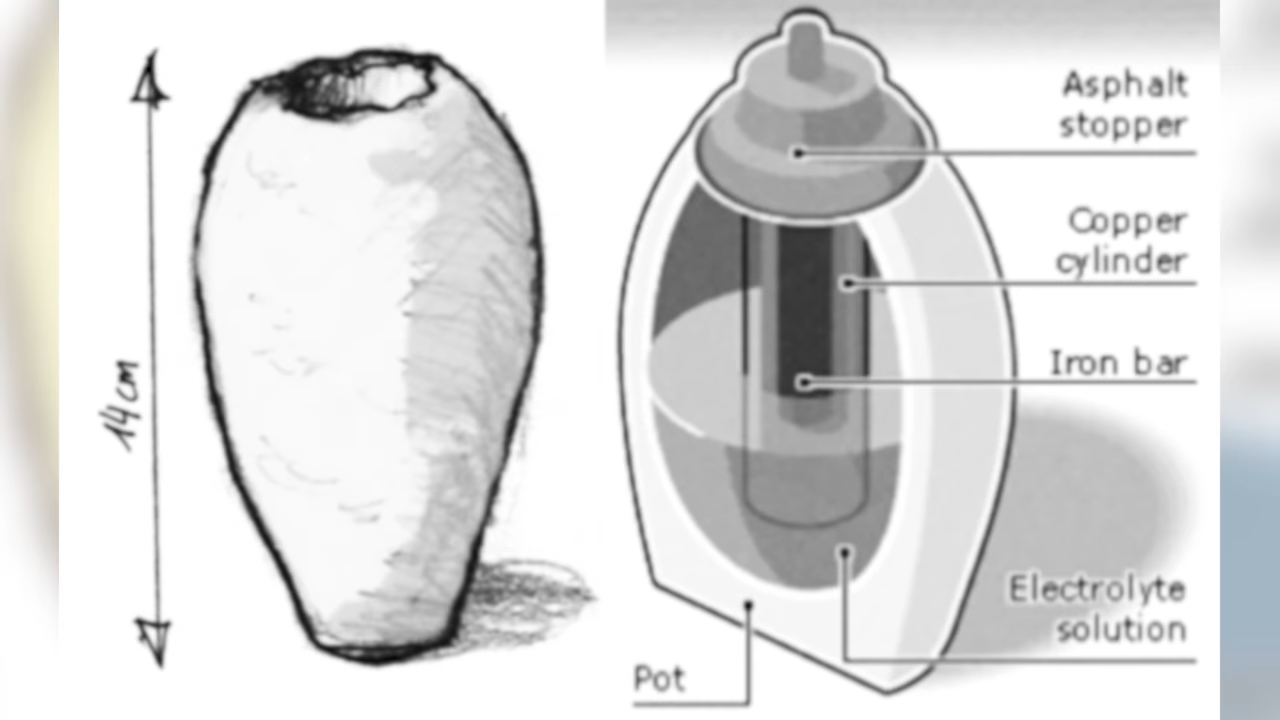 14cm
Asphalt
stopper
Copper
cylinder
Iron bar
Electrolyte
solution
Pot